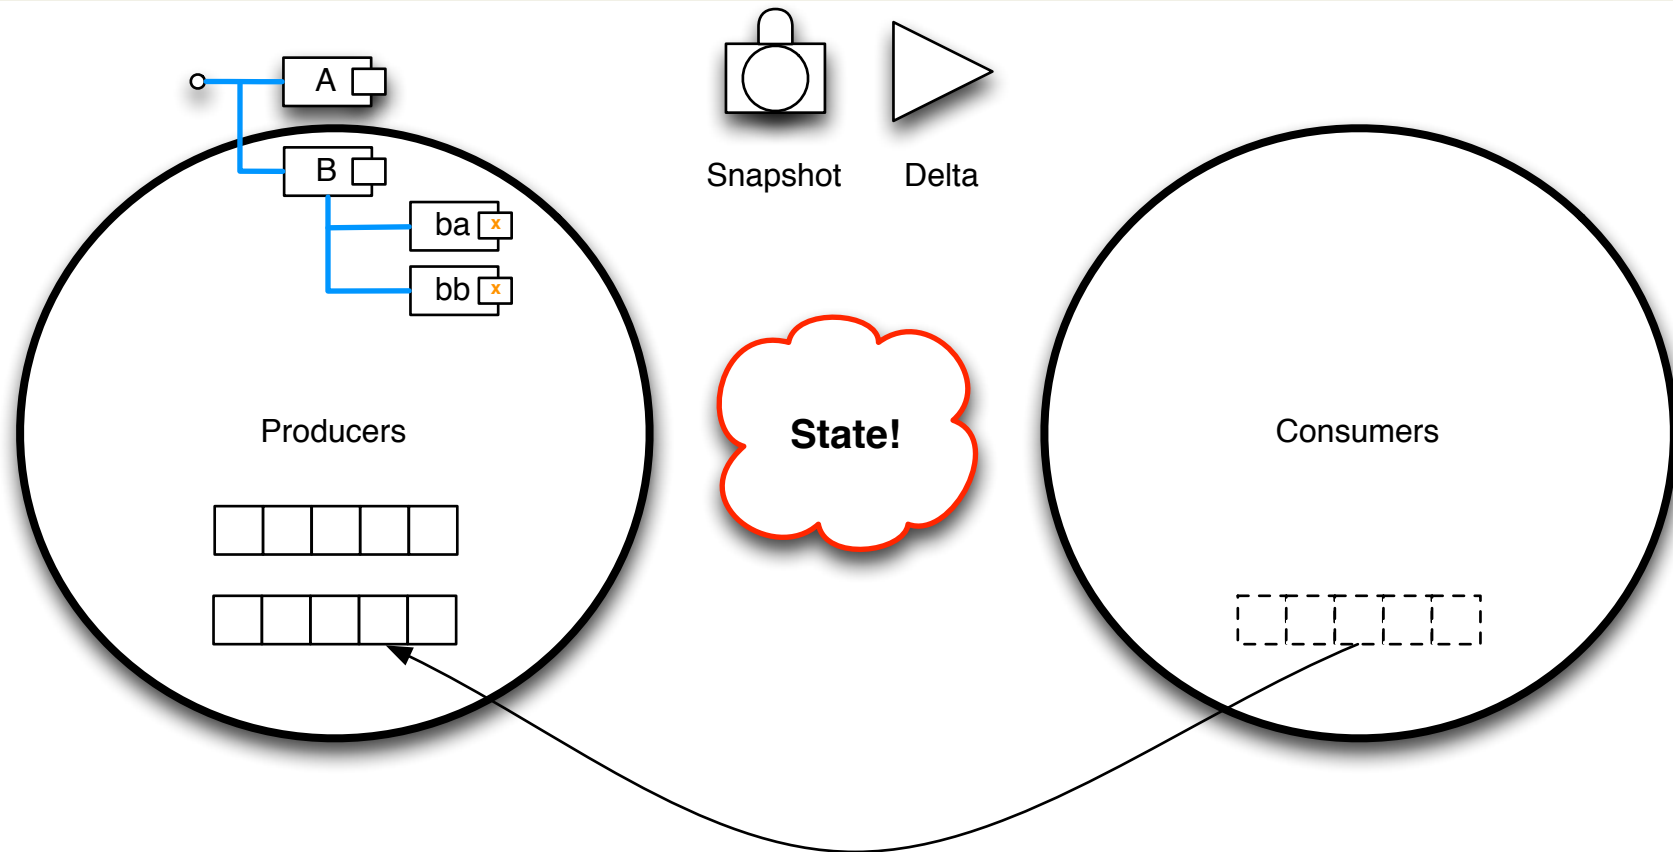 A
B
ba x
bb x
Snapshot Delta
Producers
State!
Consumers